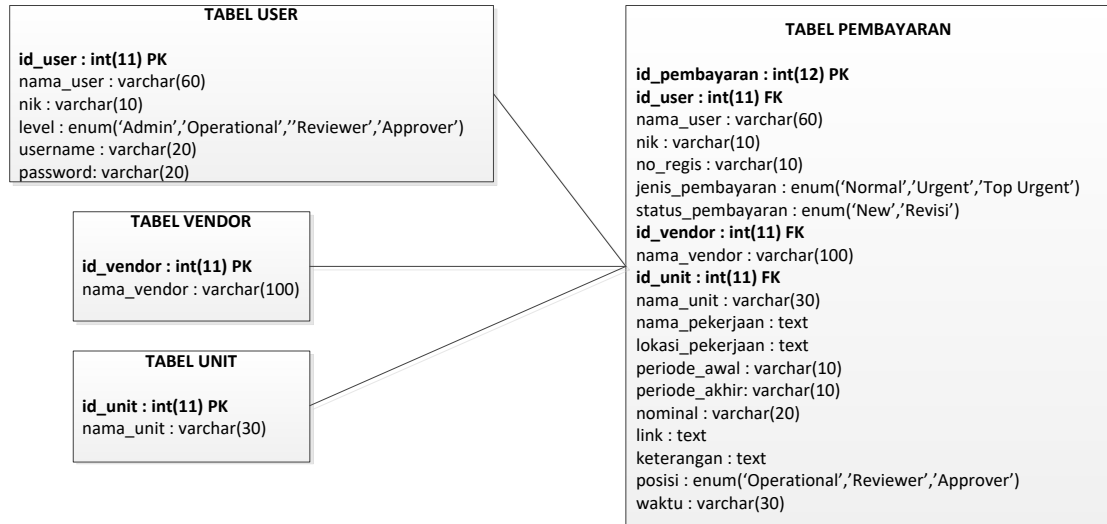 TABEL USER
id_user : int(11) PK
nama_user : varchar(60)
nik : varchar(10)
level : enum(‘Admin’,’Operational’,’’Reviewer’,’Approver’)
username : varchar(20)
password: varchar(20)
TABEL VENDOR
id_vendor : int(11) PK
nama_vendor : varchar(100)
TABEL UNIT
id_unit : int(11) PK
nama_unit : varchar(30)
TABEL PEMBAYARAN
id_pembayaran : int(12) PK
id_user : int(11) FK
nama_user : varchar(60)
nik : varchar(10)
no_regis : varchar(10)
jenis_pembayaran : enum(‘Normal’,’Urgent’,’Top Urgent’)
status_pembayaran : enum(‘New’,’Revisi’)
id_vendor : int(11) FK
nama_vendor : varchar(100)
id_unit : int(11) FK
nama_unit : varchar(30)
nama_pekerjaan : text
lokasi_pekerjaan : text
periode_awal : varchar(10)
periode_akhir: varchar(10)
nominal : varchar(20)
link : text
keterangan : text
posisi : enum(‘Operational’,’Reviewer’,’Approver’)
waktu : varchar(30)